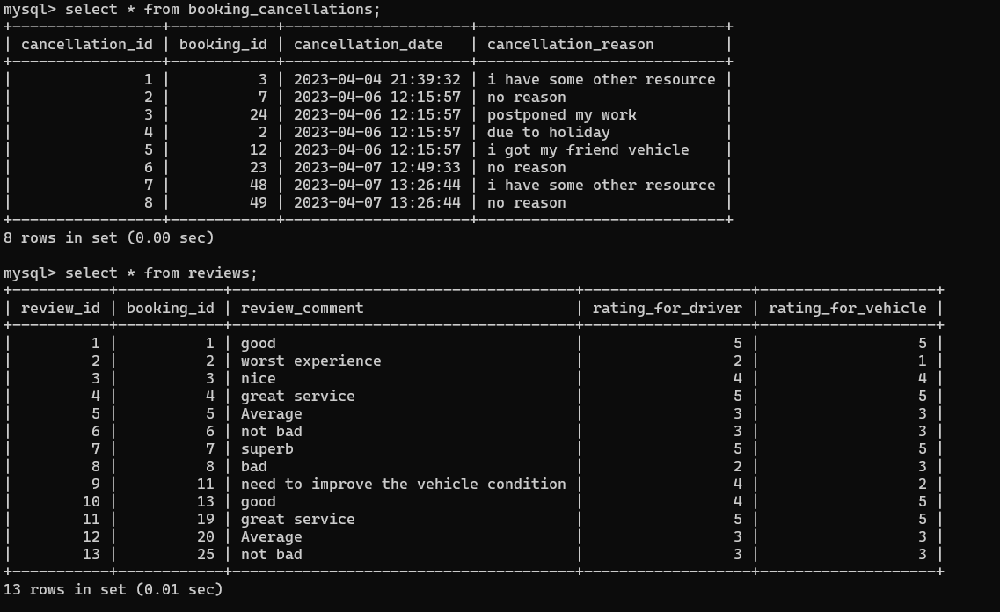 mysql> select * from booking_cancellations;
+-----------------+------------+---------------------+----------------------------+
| cancellation_id | booking_id | cancellation_date   | cancellation_reason        |
+-----------------+------------+---------------------+----------------------------+
|               1 |          3 | 2023-04-04 21:39:32 | i have some other resource |
|               2 |          7 | 2023-04-06 12:15:57 | no reason                  |
|               3 |         24 | 2023-04-06 12:15:57 | postponed my work          |
|               4 |          2 | 2023-04-06 12:15:57 | due to holiday             |
|               5 |         12 | 2023-04-06 12:15:57 | i got my friend vehicle    |
|               6 |         23 | 2023-04-07 12:49:33 | no reason                  |
|               7 |         48 | 2023-04-07 13:26:44 | i have some other resource |
|               8 |         49 | 2023-04-07 13:26:44 | no reason                  |
+-----------------+------------+---------------------+----------------------------+
8 rows in set (0.00 sec)

mysql> select * from reviews;
+-----------+------------+---------------------------------------+-------------------+--------------------+
| review_id | booking_id | review_comment                        | rating_for_driver | rating_for_vehicle |
+-----------+------------+---------------------------------------+-------------------+--------------------+
|         1 |          1 | good                                  |                 5 |                  5 |
|         2 |          2 | worst experience                      |                 2 |                  1 |
|         3 |          3 | nice                                  |                 4 |                  4 |
|         4 |          4 | great service                         |                 5 |                  5 |
|         5 |          5 | Average                               |                 3 |                  3 |
|         6 |          6 | not bad                               |                 3 |                  3 |
|         7 |          7 | superb                                |                 5 |                  5 |
|         8 |          8 | bad                                   |                 2 |                  3 |
|         9 |         11 | need to improve the vehicle condition |                 4 |                  2 |
|        10 |         13 | good                                  |                 4 |                  5 |
|        11 |         19 | great service                         |                 5 |                  5 |
|        12 |         20 | Average                               |                 3 |                  3 |
|        13 |         25 | not bad                               |                 3 |                  3 |
+-----------+------------+---------------------------------------+-------------------+--------------------+
13 rows in set (0.01 sec)